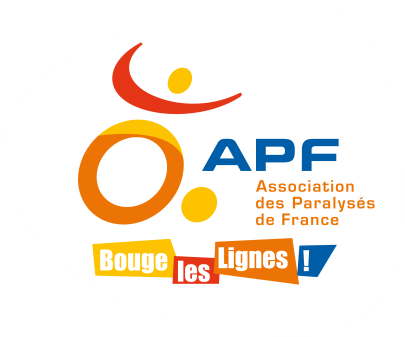 APF
Association
des Paralysés
de France
Bouge les Lignes !